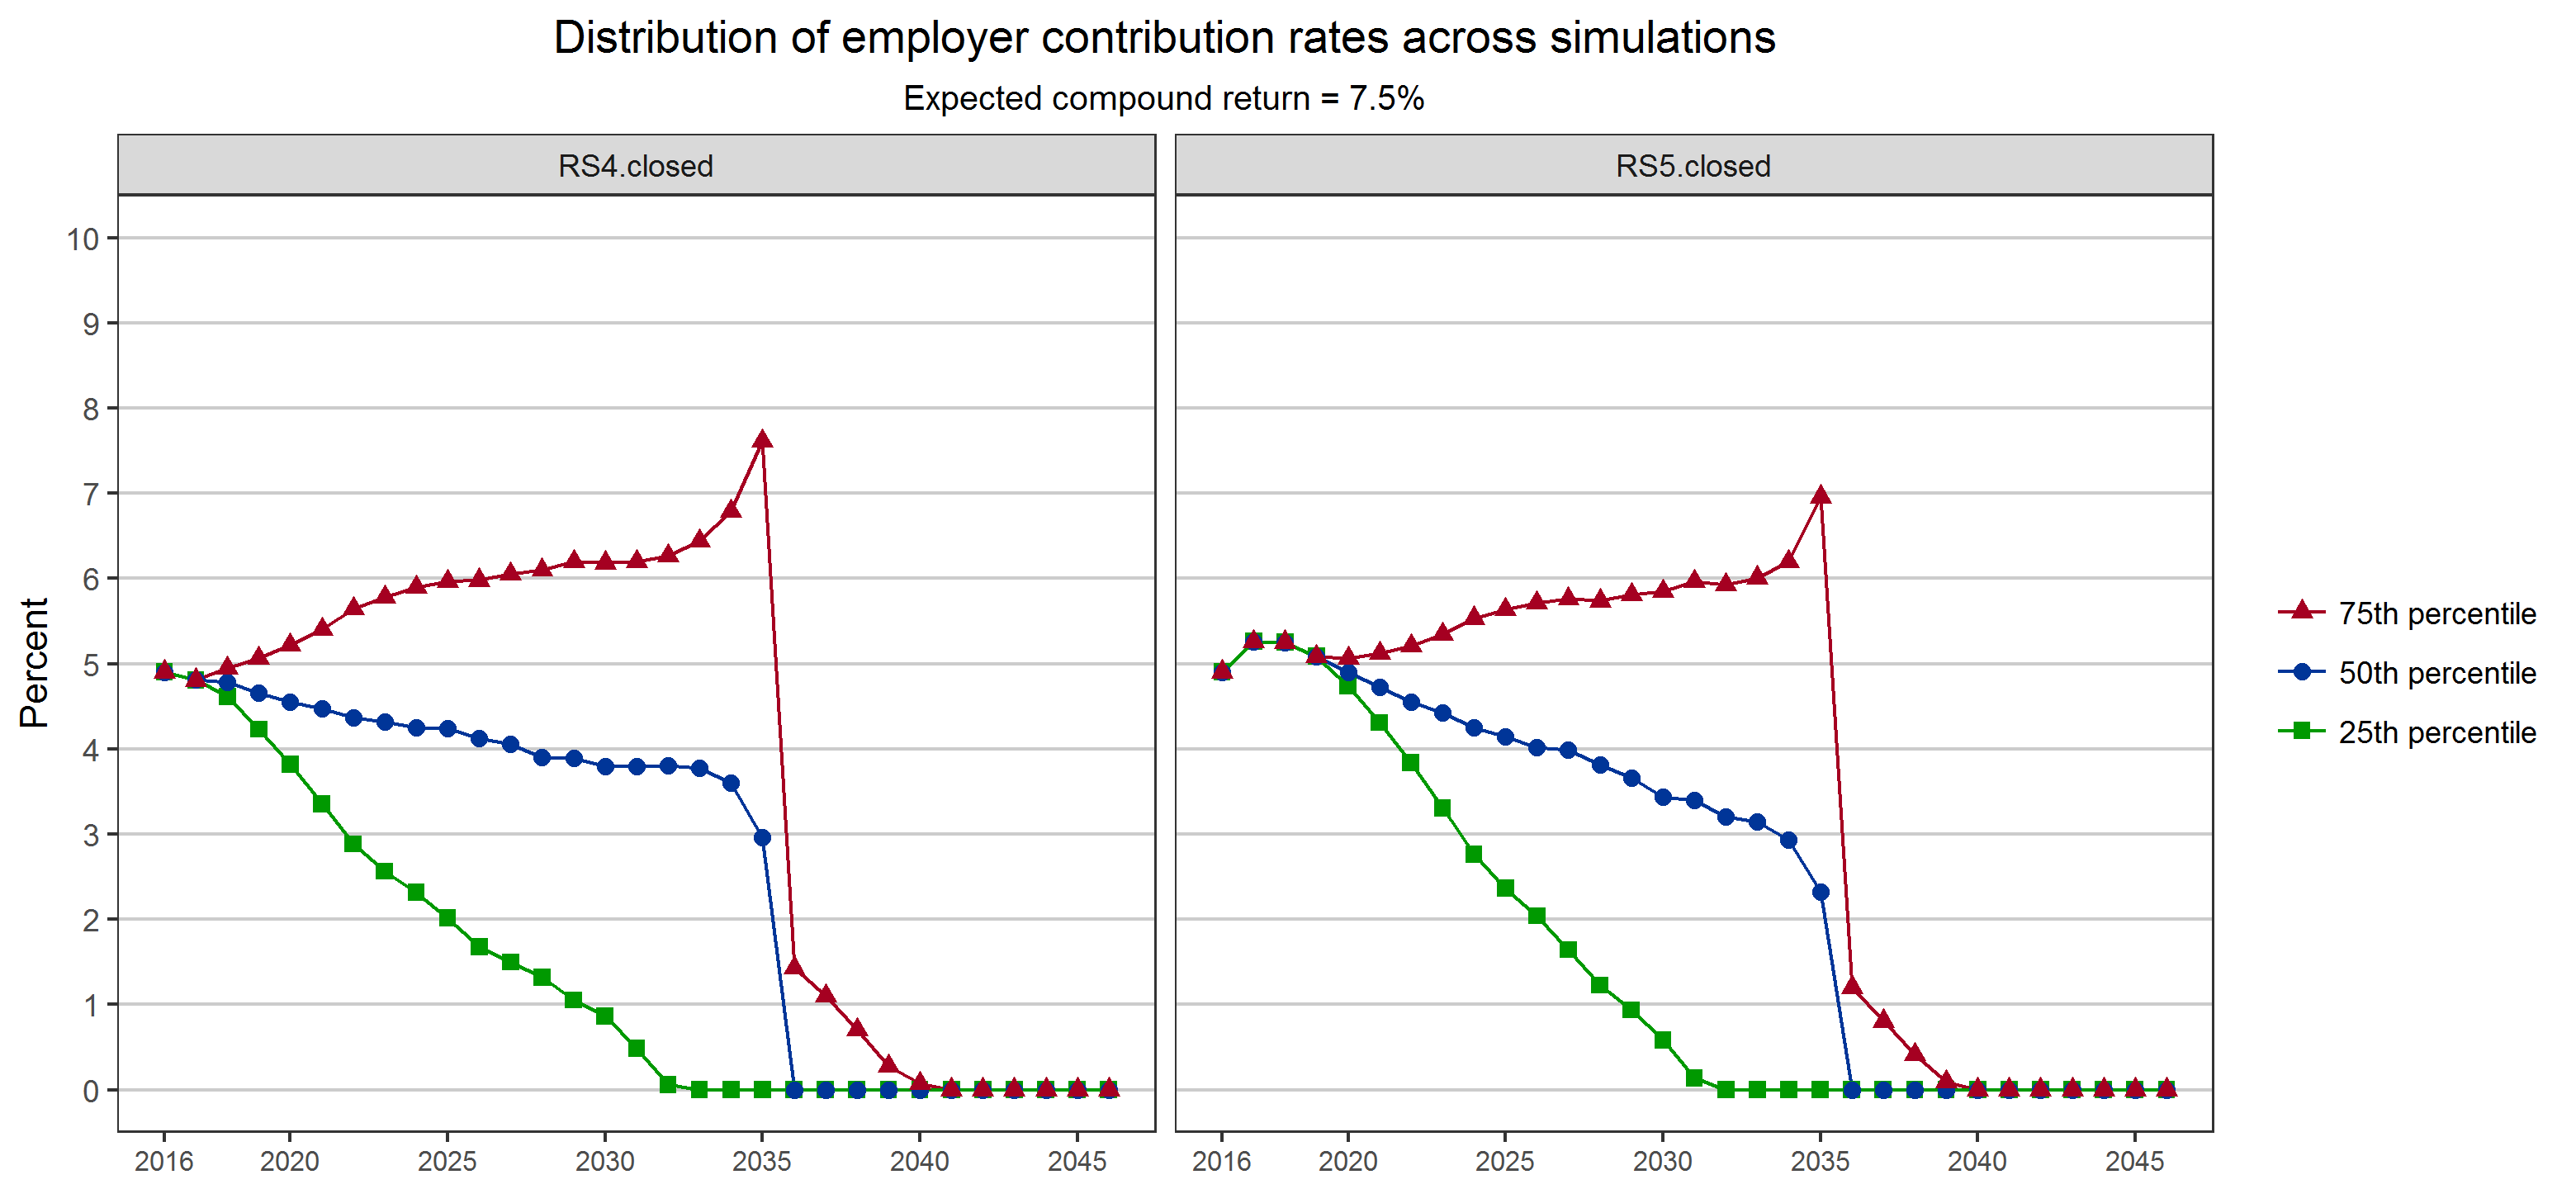 Distribution of employer contribution rates across simulations
Expected compound return = 7.5%
RS4.closed
RS5.closed
Percent
10
9
8
7
6
5
4
3
2
1
0
2016 2020 2025 2030 2035 2040 2045
2016 2020 2025 2030 2035 2040 2045
75th percentile
50th percentile
25th percentile